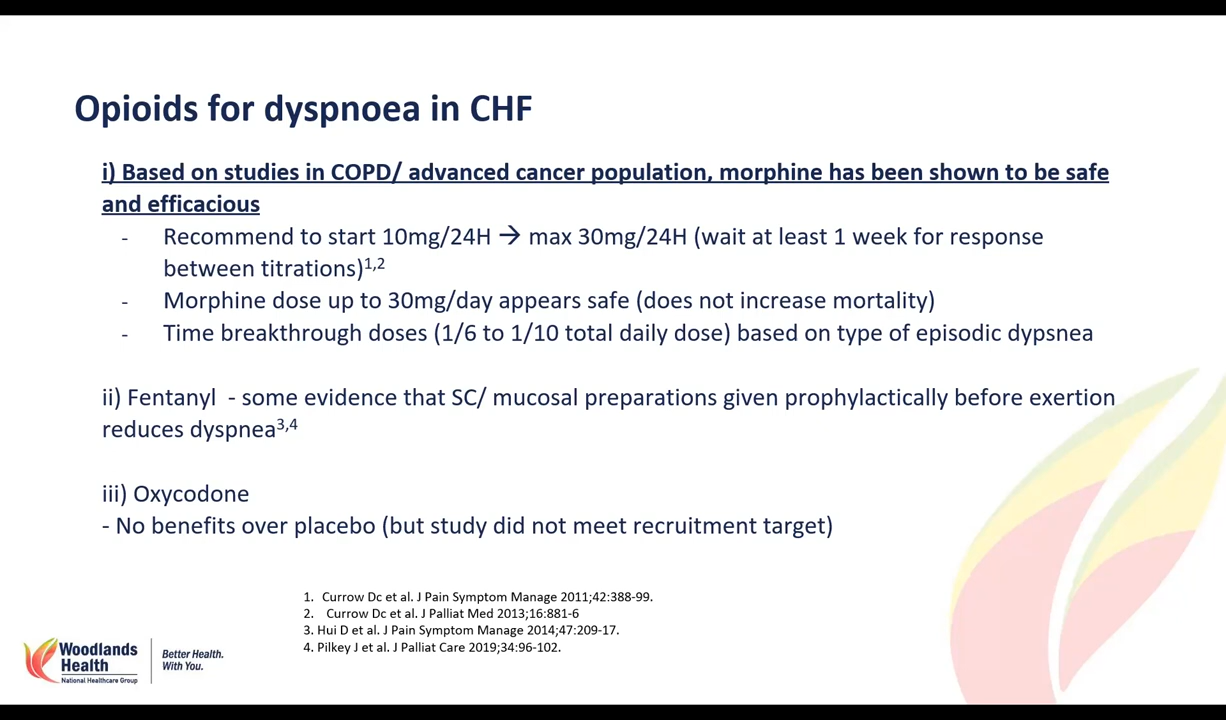 Opioids for dyspnoea in CHF
i) Based on studies in COPD/ advanced cancer population, morphine has been shown to be safe
and efficacious
- Recommend to start 10mg/24H → max 30mg/24H (wait at least 1 week for response
between titrations)1,2
- Morphine dose up to 30mg/day appears safe (does not increase mortality)
- Time breakthrough doses (1/6 to 1/10 total daily dose) based on type of episodic dypsnea
ii) Fentanyl - some evidence that SC/ mucosal preparations given prophylactically before exertion
reduces dyspnea3,4
iii) Oxycodone
- No benefits over placebo (but study did not meet recruitment target)
1. Currow Dc et al. J Pain Symptom Manage 2011;42:388-99.
2. Currow Dc et al. J Palliat Med 2013;16:881-6
3. Hui D et al. J Pain Symptom Manage 2014;47:209-17.
4. Pilkey J et al. J Palliat Care 2019;34:96-102.
Woodlands
Health
National Healthcare Group
Better Health.
With You.